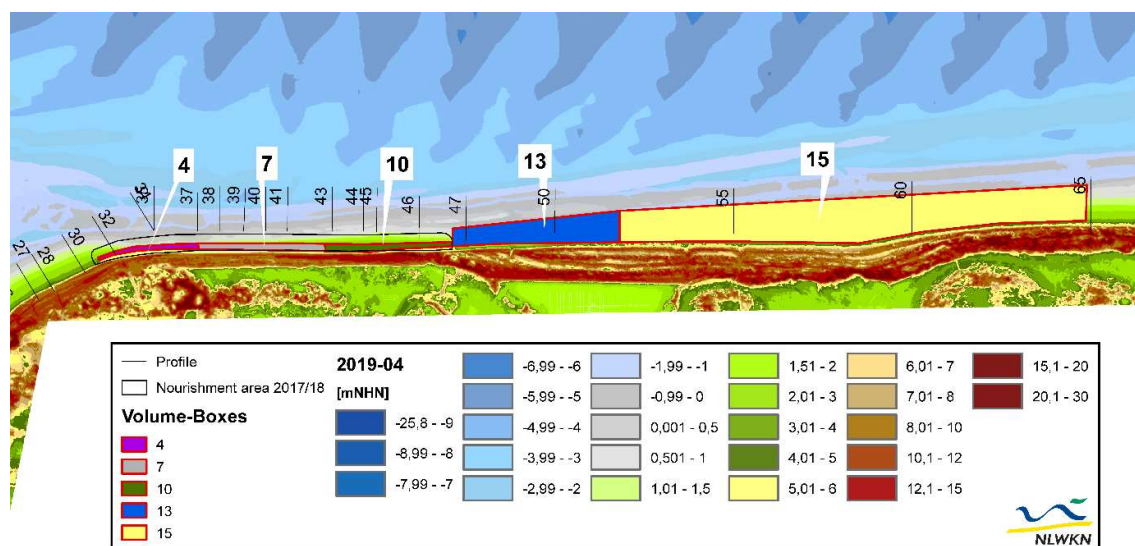 4
7
10
13
15
27
28
30
32
35
37
38
39
40
41
43
44
45
46
47
50
55
60
65
Profile
Nourishment area 2017/18
Volume-Boxes
4
7
10
13
15
2019-04
[mNHN]
-25,8 - -9
-8,99 - -8
-7,99 - -7
-6,99 - -6
-5,99 - -5
-4,99 - -4
-3,99 - -3
-2,99 - -2
-1,99 - -1
-0,99 - 0
0,001 - 0,5
0,501 - 1
1,01 - 1,5
1,51 - 2
2,01 - 3
3,01 - 4
4,01 - 5
5,01 - 6
6,01 - 7
7,01 - 8
8,01 - 10
10,1 - 12
12,1 - 15
15,1 - 20
20,1 - 30
NLWKN